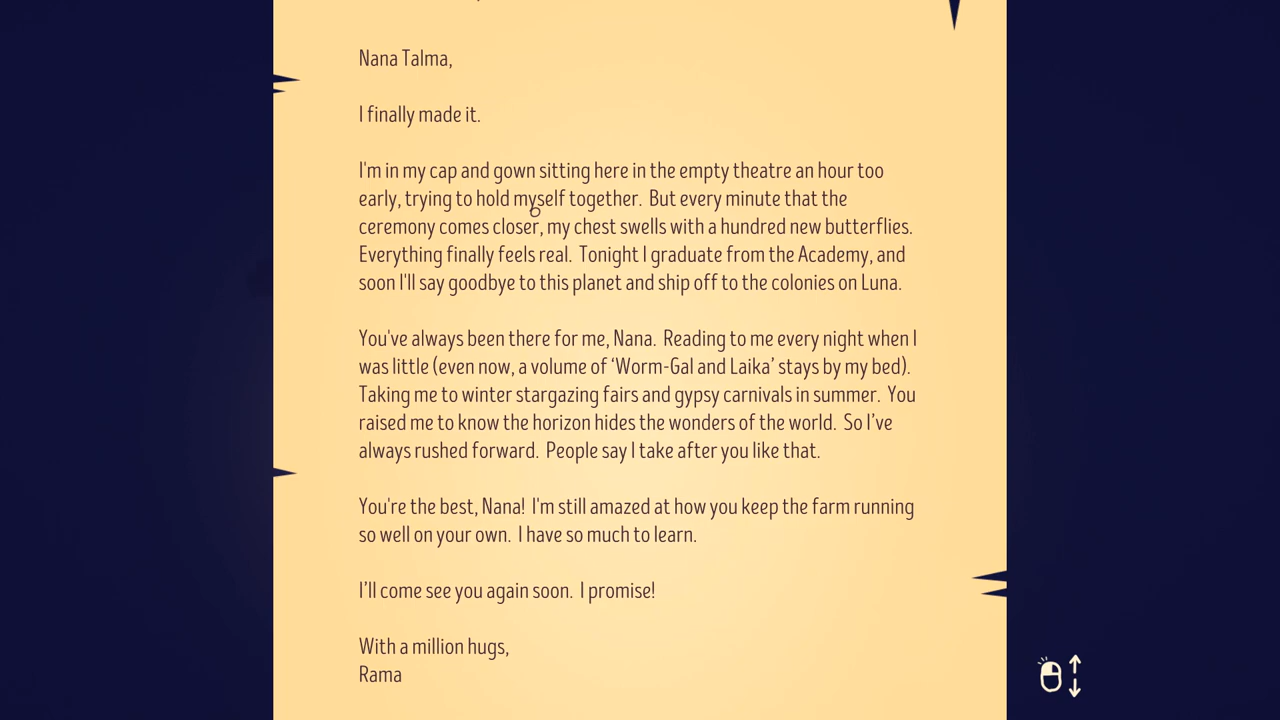 Nana Talma,
I finally made it.
I'm in my cap and gown sitting here in the empty theatre an hour too
early, trying to hold myself together.  But every minute that the
ceremony comes closer, my chest swells with a hundred new butterflies.
Everything finally feels real.  Tonight I graduate from the Academy, and
soon I'll say goodbye to this planet and ship off to the colonies on Luna.
You've always been there for me, Nana.  Reading to me every night when I
was little (even now, a volume of ‘Worm-Gal and Laika’ stays by my bed).
Taking me to winter stargazing fairs and gypsy carnivals in summer.  You
raised me to know the horizon hides the wonders of the world.  So I’ve
always rushed forward.  People say I take after you like that.
You're the best, Nana!  I'm still amazed at how you keep the farm running
so well on your own.  I have so much to learn.
I’ll come see you again soon.  I promise!
With a million hugs,
Rama